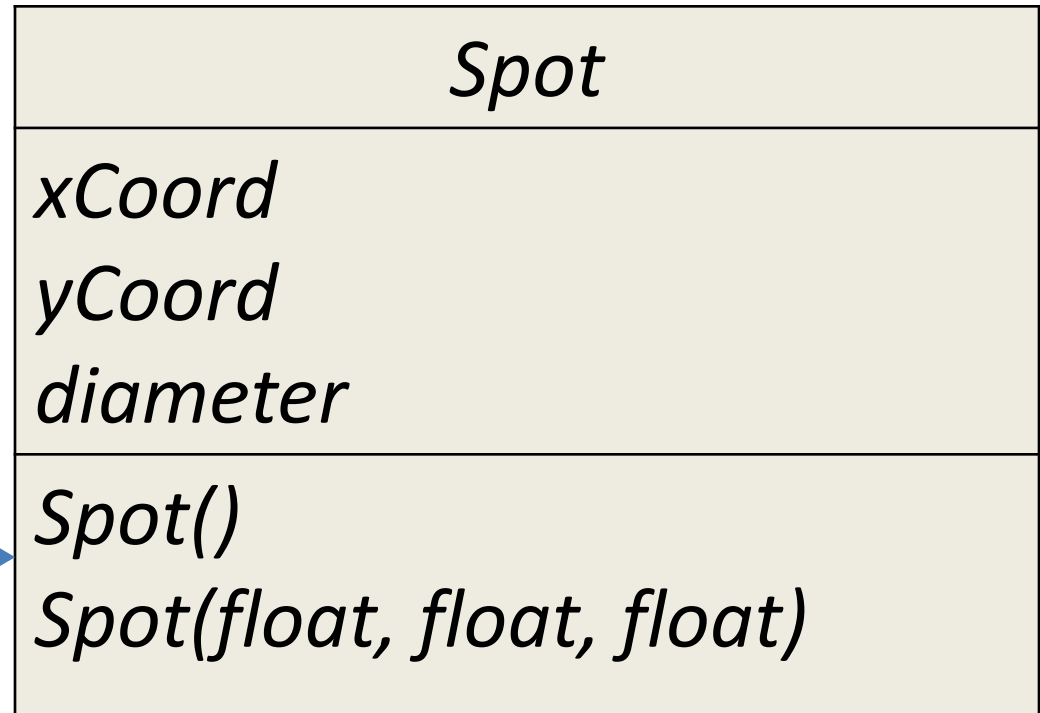 Spot
xCoord
yCoord
diameter
Spot()
Spot(float, float, float)